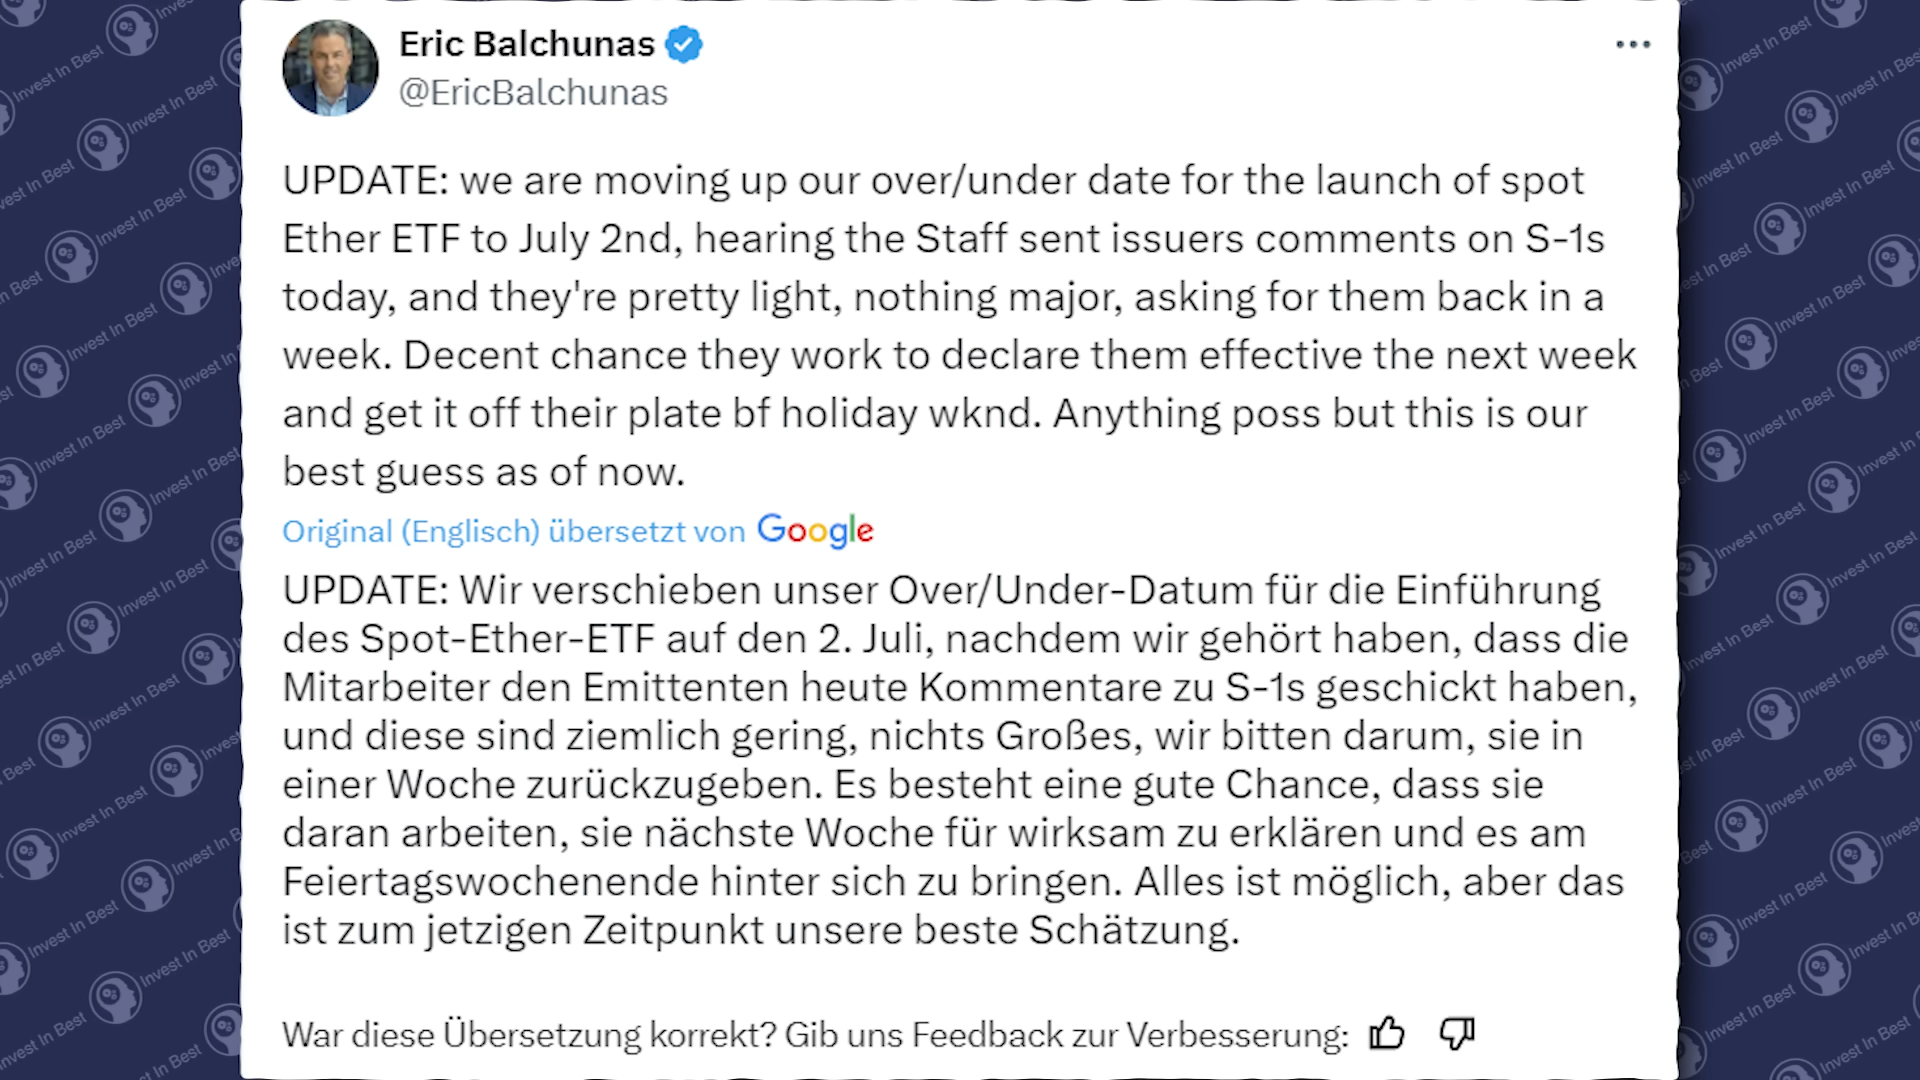 Eric Balchunas
@EricBalchunas
UPDATE: we are moving up our over/under date for the launch of spot
Ether ETF to July 2nd, hearing the Staff sent issuers comments on S-1s
today, and they're pretty light, nothing major, asking for them back in a
week. Decent chance they work to declare them effective the next week
and get it off their plate bf holiday wknd. Anything poss but this is our
best guess as of now.
Original (Englisch) übersetzt von Google
UPDATE: Wir verschieben unser Over/Under-Datum für die Einführung
des Spot-Ether-ETF auf den 2. Juli, nachdem wir gehört haben, dass die
Mitarbeiter den Emittenten heute Kommentare zu S-1s geschickt haben,
und diese sind ziemlich gering, nichts Großes, wir bitten darum, sie in
einer Woche zurückzugeben. Es besteht eine gute Chance, dass sie
daran arbeiten, sie nächste Woche für wirksam zu erklären und es am
Feiertagswochenende hinter sich zu bringen. Alles ist möglich, aber das
ist zum jetzigen Zeitpunkt unsere beste Schätzung.
War diese Übersetzung korrekt? Gib uns Feedback zur Verbesserung:
Invest In Best